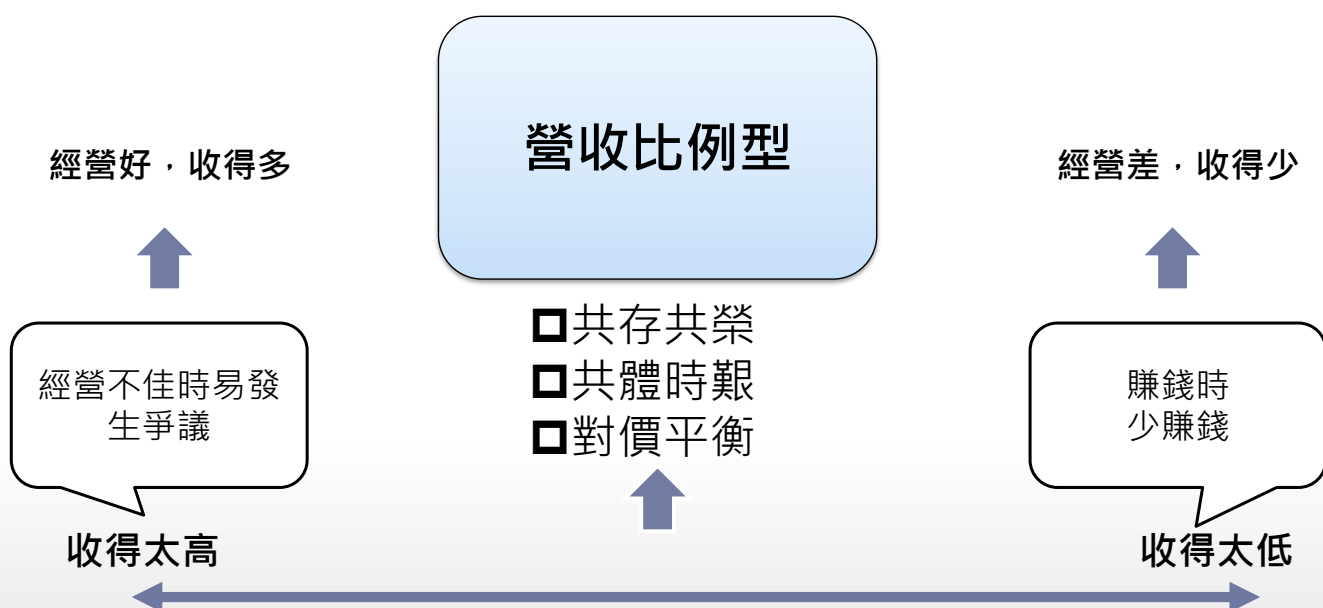 營收比例型
經營好，收得多
經營差，收得少
共存共榮
共體時艱
對價平衡
經營不佳時易發
生爭議
賺錢時
少賺錢
收得太高
收得太低